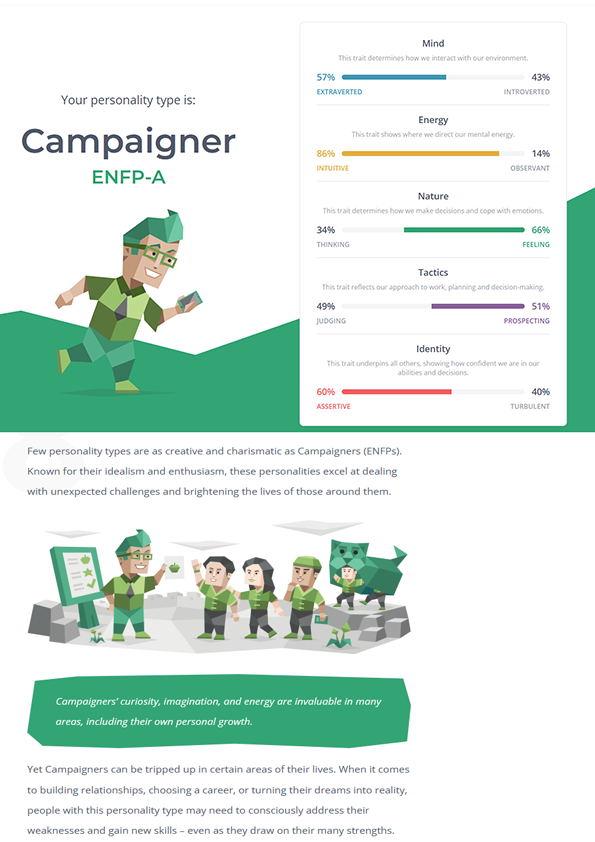 Your personality type is:
Campaigner
ENFP-A
Mind
This trait determines how we interact with our environment.
57% 43%
EXTRAVERTED INTROVERTED
Energy
This trait shows where we direct our mental energy.
86% 14%
INTUITIVE OBSERVANT
Nature
This trait determines how we make decisions and cope with emotions.
34% 66%
THINKING FEELING
Tactics
This trait reflects our approach to work, planning and decision-making.
49% 51%
JUDGING PROSPECTING
Identity
This trait underpins all others, showing how confident we are in our
abilities and decisions.
60% 40%
ASSERTIVE TURBULENT
Few personality types are as creative and charismatic as Campaigners (ENFPs).
Known for their idealism and enthusiasm, these personalities excel at dealing
with unexpected challenges and brightening the lives of those around them.
Campaigners’ curiosity, imagination, and energy are invaluable in many
areas, including their own personal growth.
Yet Campaigners can be tripped up in certain areas of their lives. When it comes
to building relationships, choosing a career, or turning their dreams into reality,
people with this personality type may need to consciously address their
weaknesses and gain new skills – even as they draw on their many strengths.